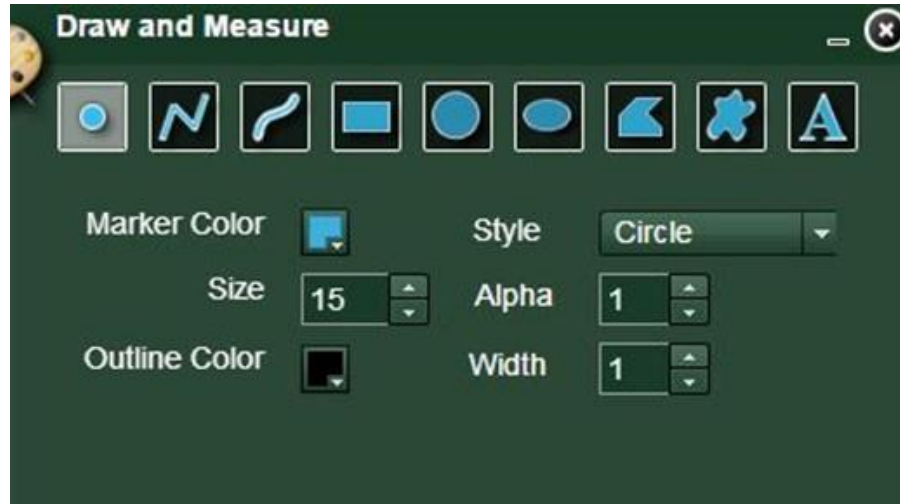 Draw and Measure
A
Marker Color Style Circle
Size 15 Alpha 1
Outline Color Width 1